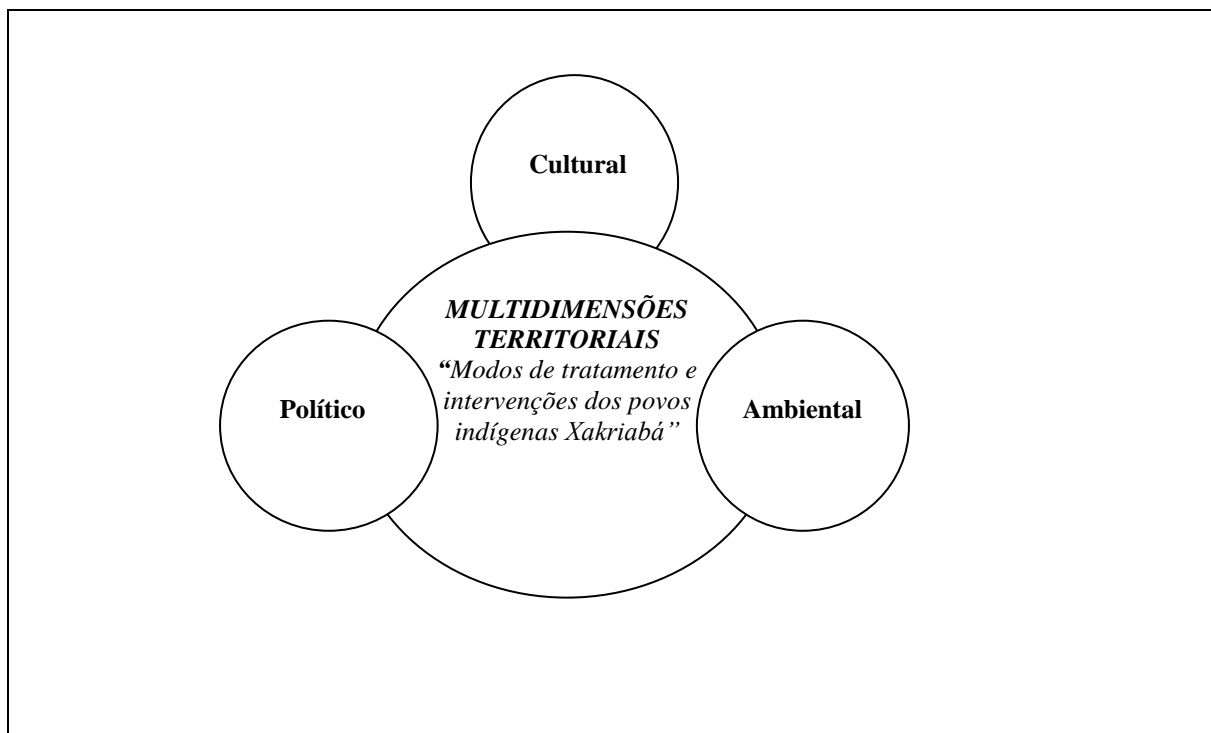 Cultural
MULTIDIMENSÕES
TERRITORIAIS
“Modos de tratamento e
intervenções dos povos
indígenas Xakriabá”
Político
Ambiental